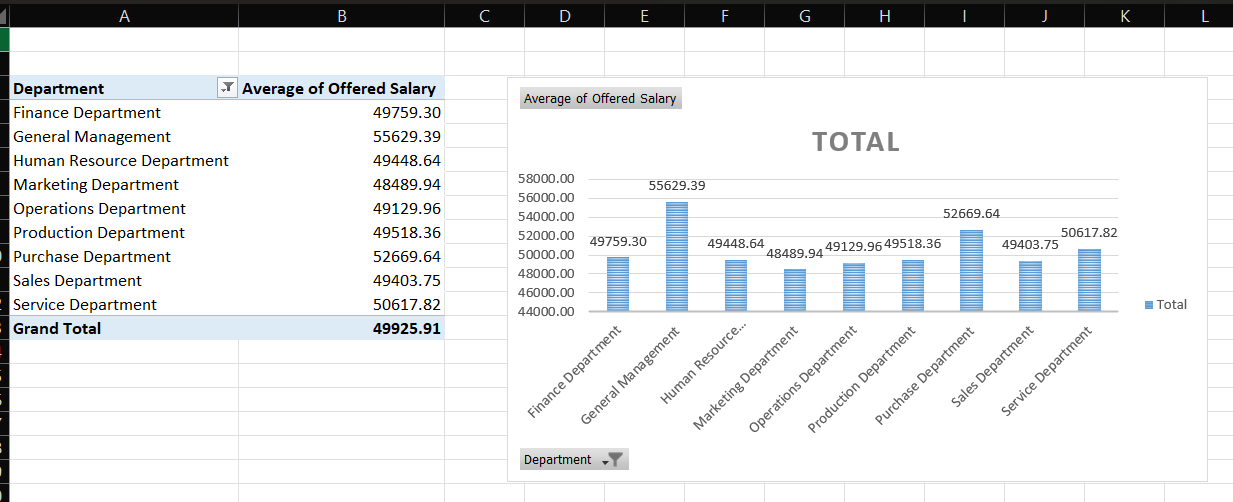 A B C D E F G H I J K L
Department Average of Offered Salary
Finance Department 49759.30
General Management 55629.39
Human Resource Department 49448.64
Marketing Department 48489.94
Operations Department 49129.96
Production Department 49518.36
Purchase Department 52669.64
Sales Department 49403.75
Service Department 50617.82
Grand Total 49925.91
Average of Offered Salary
TOTAL
58000.00
56000.00
54000.00
52000.00
50000.00
48000.00
46000.00
44000.00
49759.30
55629.39
49448.64
48489.94
49129.96
49518.36
52669.64
49403.75
50617.82
Finance Department
General Management
Human Resource...
Marketing Department
Operations Department
Production Department
Purchase Department
Sales Department
Service Department
Total
Department